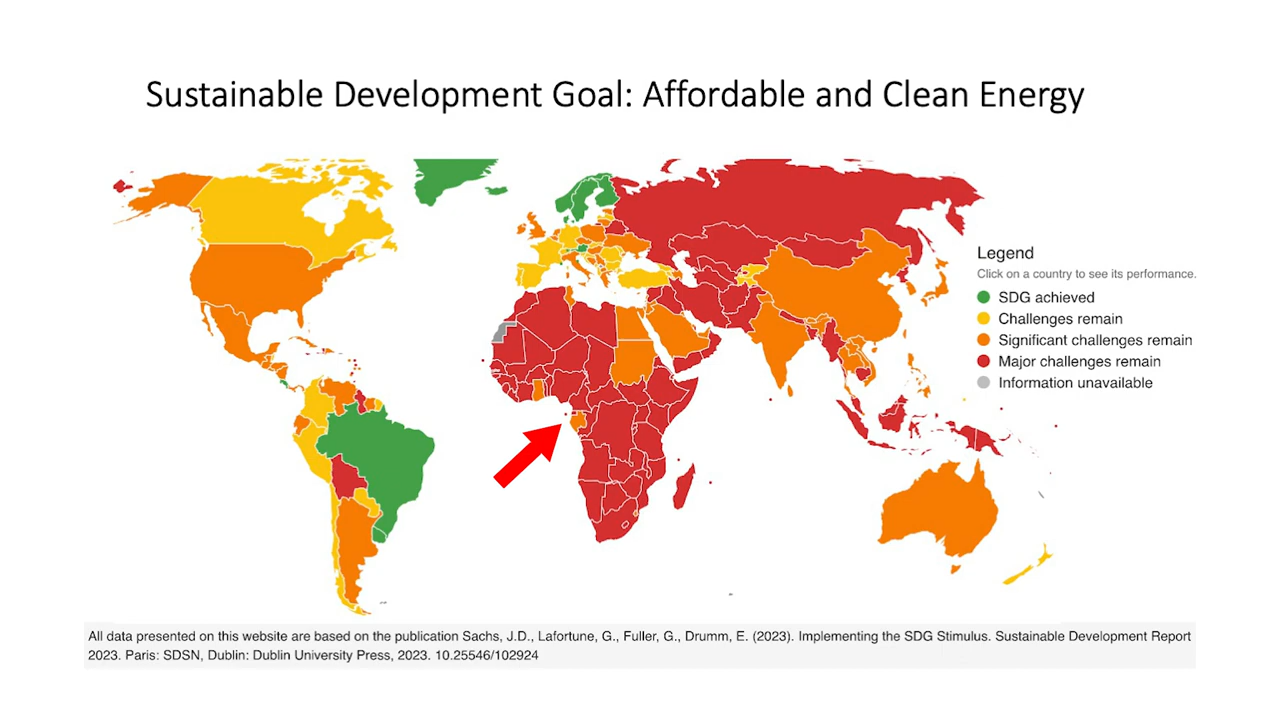 Sustainable Development Goal: Affordable and Clean Energy
Legend
Click on a country to see its performance.
SDG achieved
Challenges remain
Significant challenges remain
Major challenges remain
Information unavailable
All data presented on this website are based on the publication Sachs, J.D., Lafortune, G., Fuller, G., Drumm, E. (2023). Implementing the SDG Stimulus. Sustainable Development Report
2023. Paris: SDSN, Dublin: Dublin University Press, 2023. 10.25546/102924